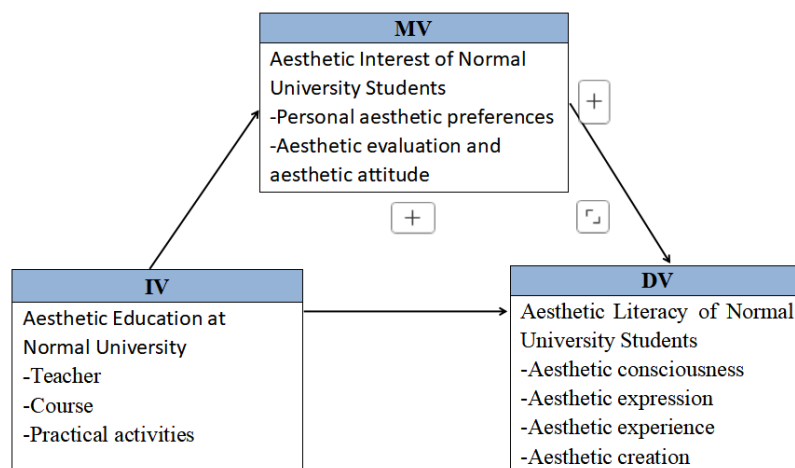 MV
Aesthetic Interest of Normal
University Students
-Personal aesthetic preferences
-Aesthetic evaluation and
aesthetic attitude
IV
Aesthetic Education at
Normal University
-Teacher
-Course
-Practical activities
DV
Aesthetic Literacy of Normal
University Students
-Aesthetic consciousness
-Aesthetic expression
-Aesthetic experience
-Aesthetic creation